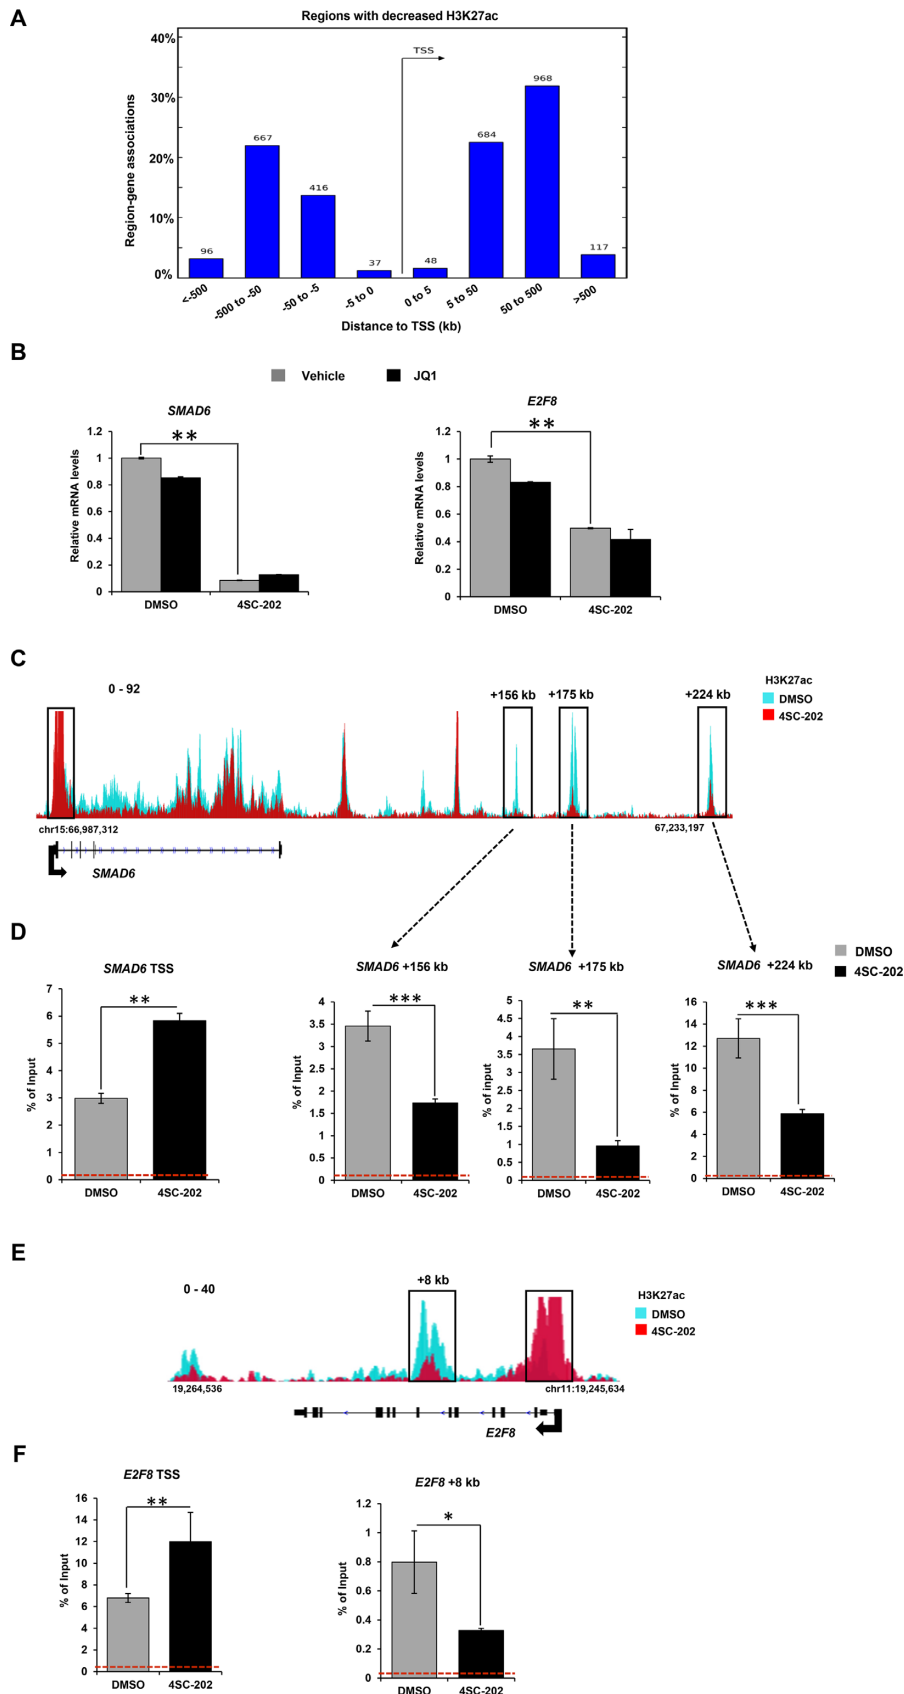 A
Regions with decreased H3K27ac
Region-gene associations
40%
30%
20%
10%
0%
TSS
96
667
416
37
48
684
968
117
<-500
-500 to -50
-50 to -5
-5 to 0
0 to 5
5 to 50
50 to 500
>500
Distance to TSS (kb)
B
Vehicle
JQ1
SMAD6
**
Relative mRNA levels
1.2
1
0.8
0.6
0.4
0.2
0
DMSO
4SC-202
E2F8
**
Relative mRNA levels
1.2
1
0.8
0.6
0.4
0.2
0
DMSO
4SC-202
C
0 - 92
+156 kb
+175 kb
+224 kb
H3K27ac
DMSO
4SC-202
chr15:66,987,312
67,233,197
SMAD6
D
DMSO
4SC-202
SMAD6 TSS
**
% of Input
7
6
5
4
3
2
1
0
DMSO
4SC-202
SMAD6 +156 kb
***
% of Input
4
3.5
3
2.5
2
1.5
1
0.5
0
DMSO
4SC-202
SMAD6 +175 kb
**
% of input
5
4.5
4
3.5
3
2.5
2
1.5
1
0.5
0
DMSO
4SC-202
SMAD6 +224 kb
***
% of Input
16
14
12
10
8
6
4
2
0
DMSO
4SC-202
E
0 - 40
+8 kb
H3K27ac
DMSO
4SC-202
19,264,536
chr11:19,245,634
E2F8
F
E2F8 TSS
**
% of Input
16
14
12
10
8
6
4
2
0
DMSO
4SC-202
E2F8 +8 kb
*
% of Input
1.2
1
0.8
0.6
0.4
0.2
0
DMSO
4SC-202